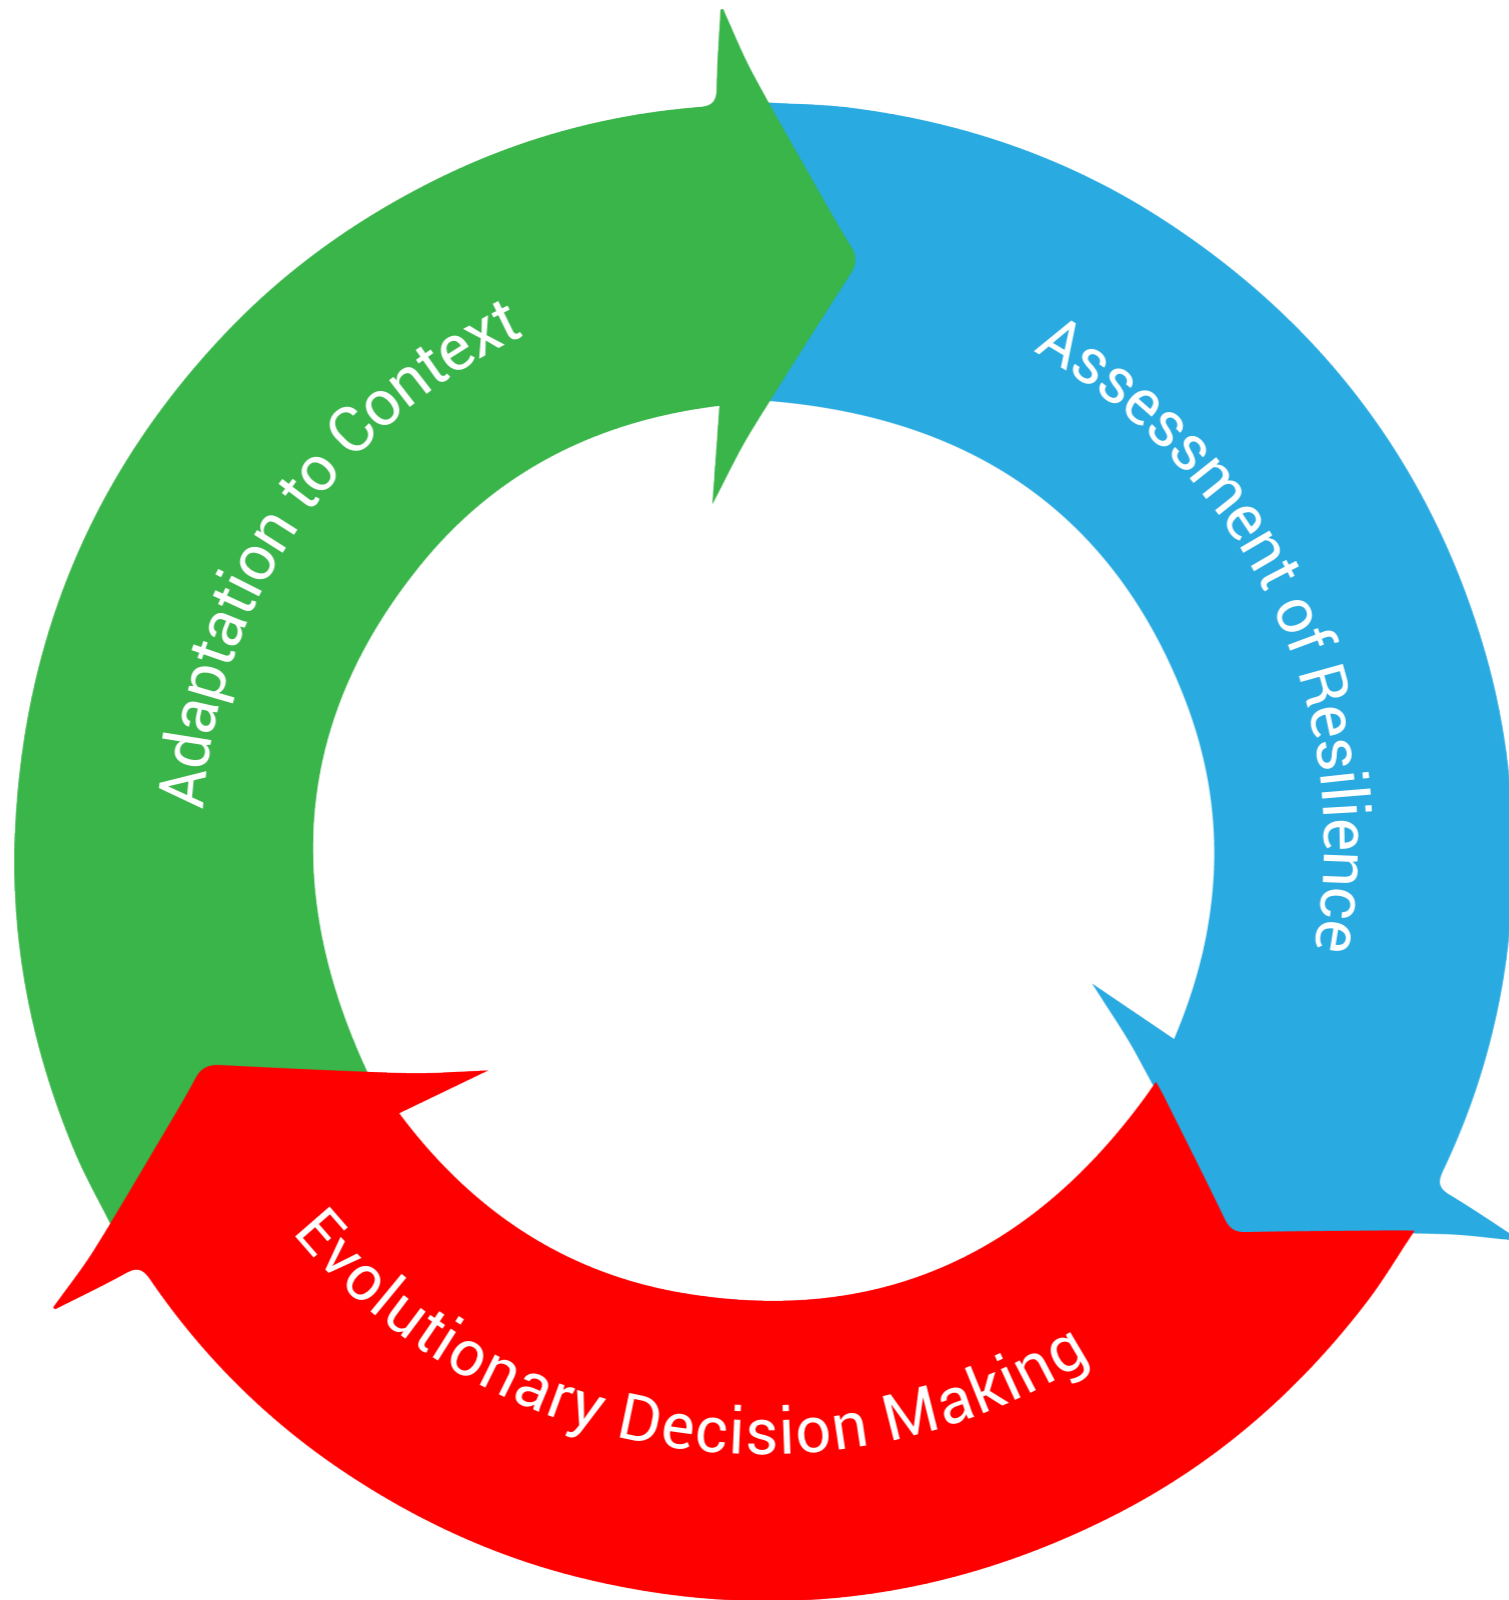 Adaptation to Context
Assessment of Resilience
Evolutionary Decision Making